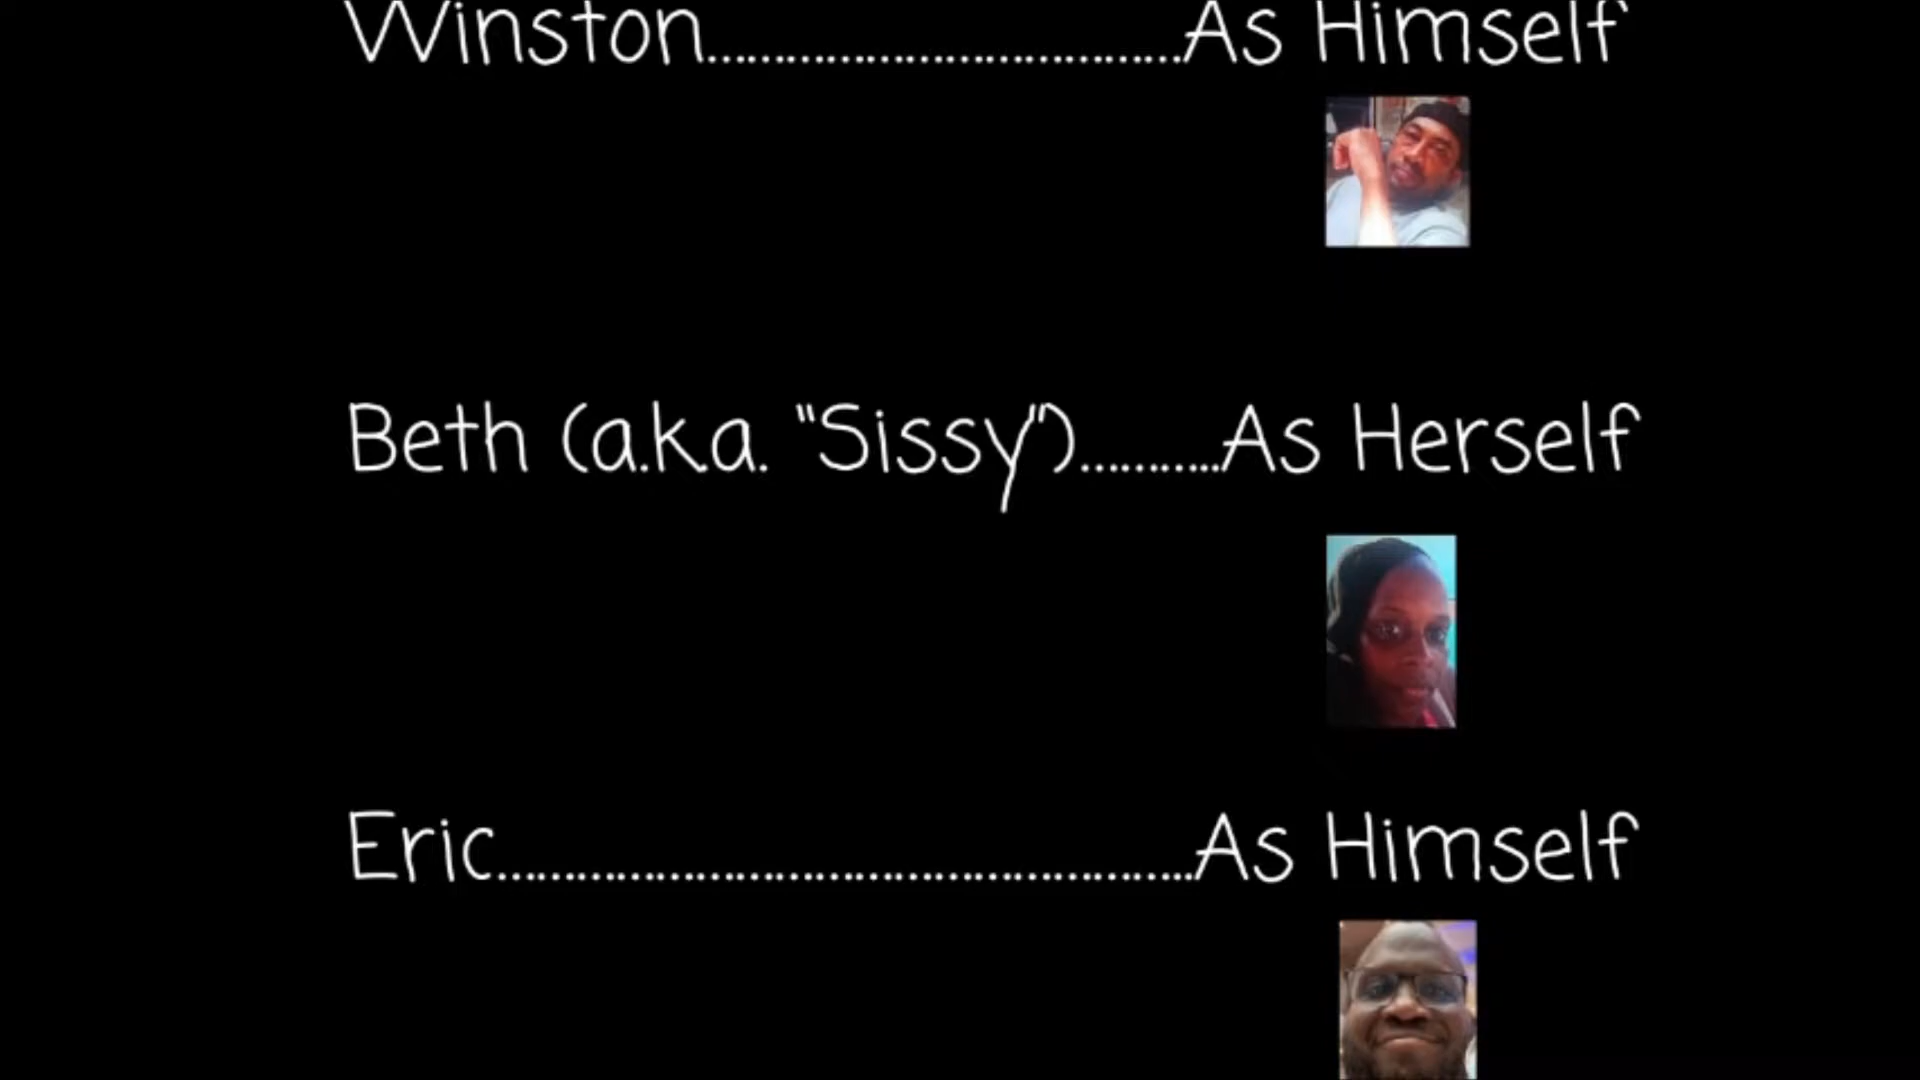 Winston....................................As Himself
Beth (a.k.a. "Sissy")...........As Herself
Eric.....................................................As Himself